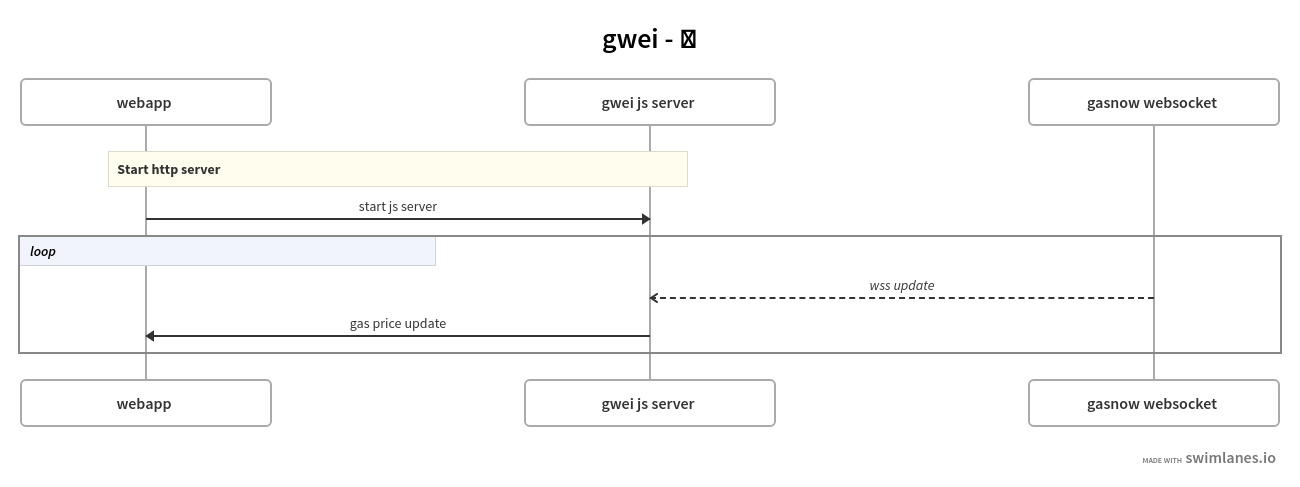 gwei -
webapp
gwei js server
gasnow websocket
Start http server
start js server
loop
wss update
gas price update
webapp
gwei js server
gasnow websocket
MADE WITH swimlanes.io